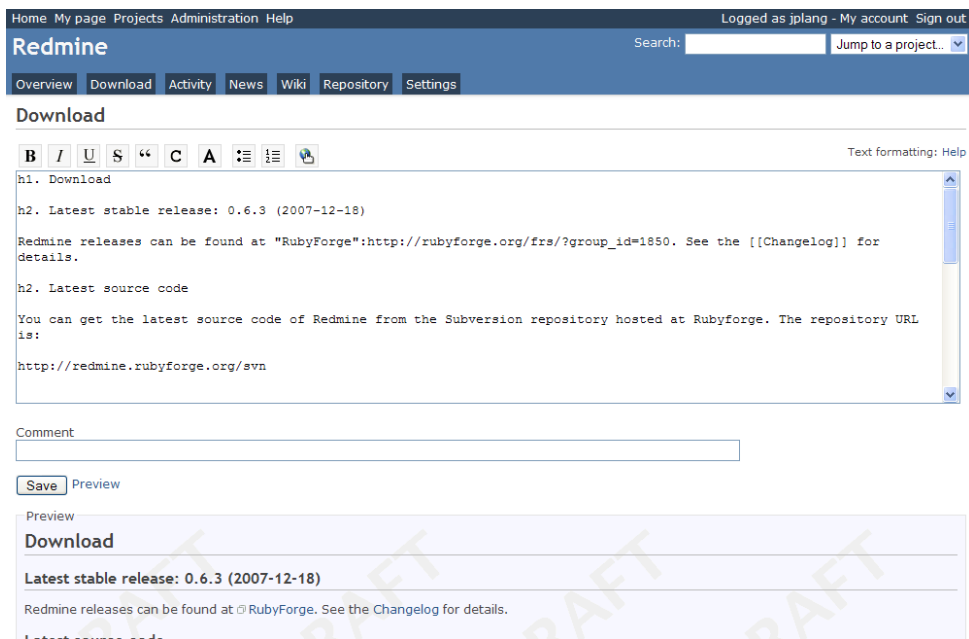 Home My page Projects Administration Help Logged as jplang - My account Sign out
Redmine Search: Jump to a project...
Overview Download Activity News Wiki Repository Settings
Download
B I U S “ C A Text formatting: Help
h1. Download
h2. Latest stable release: 0.6.3 (2007-12-18)
Redmine releases can be found at "RubyForge":http://rubyforge.org/frs/?group_id=1850. See the [[Changelog]] for
details.
h2. Latest source code
You can get the latest source code of Redmine from the Subversion repository hosted at Rubyforge. The repository URL
is:
http://redmine.rubyforge.org/svn
Comment
Save Preview
Preview
Download
Latest stable release: 0.6.3 (2007-12-18)
Redmine releases can be found at RubyForge. See the Changelog for details.
Latest source code